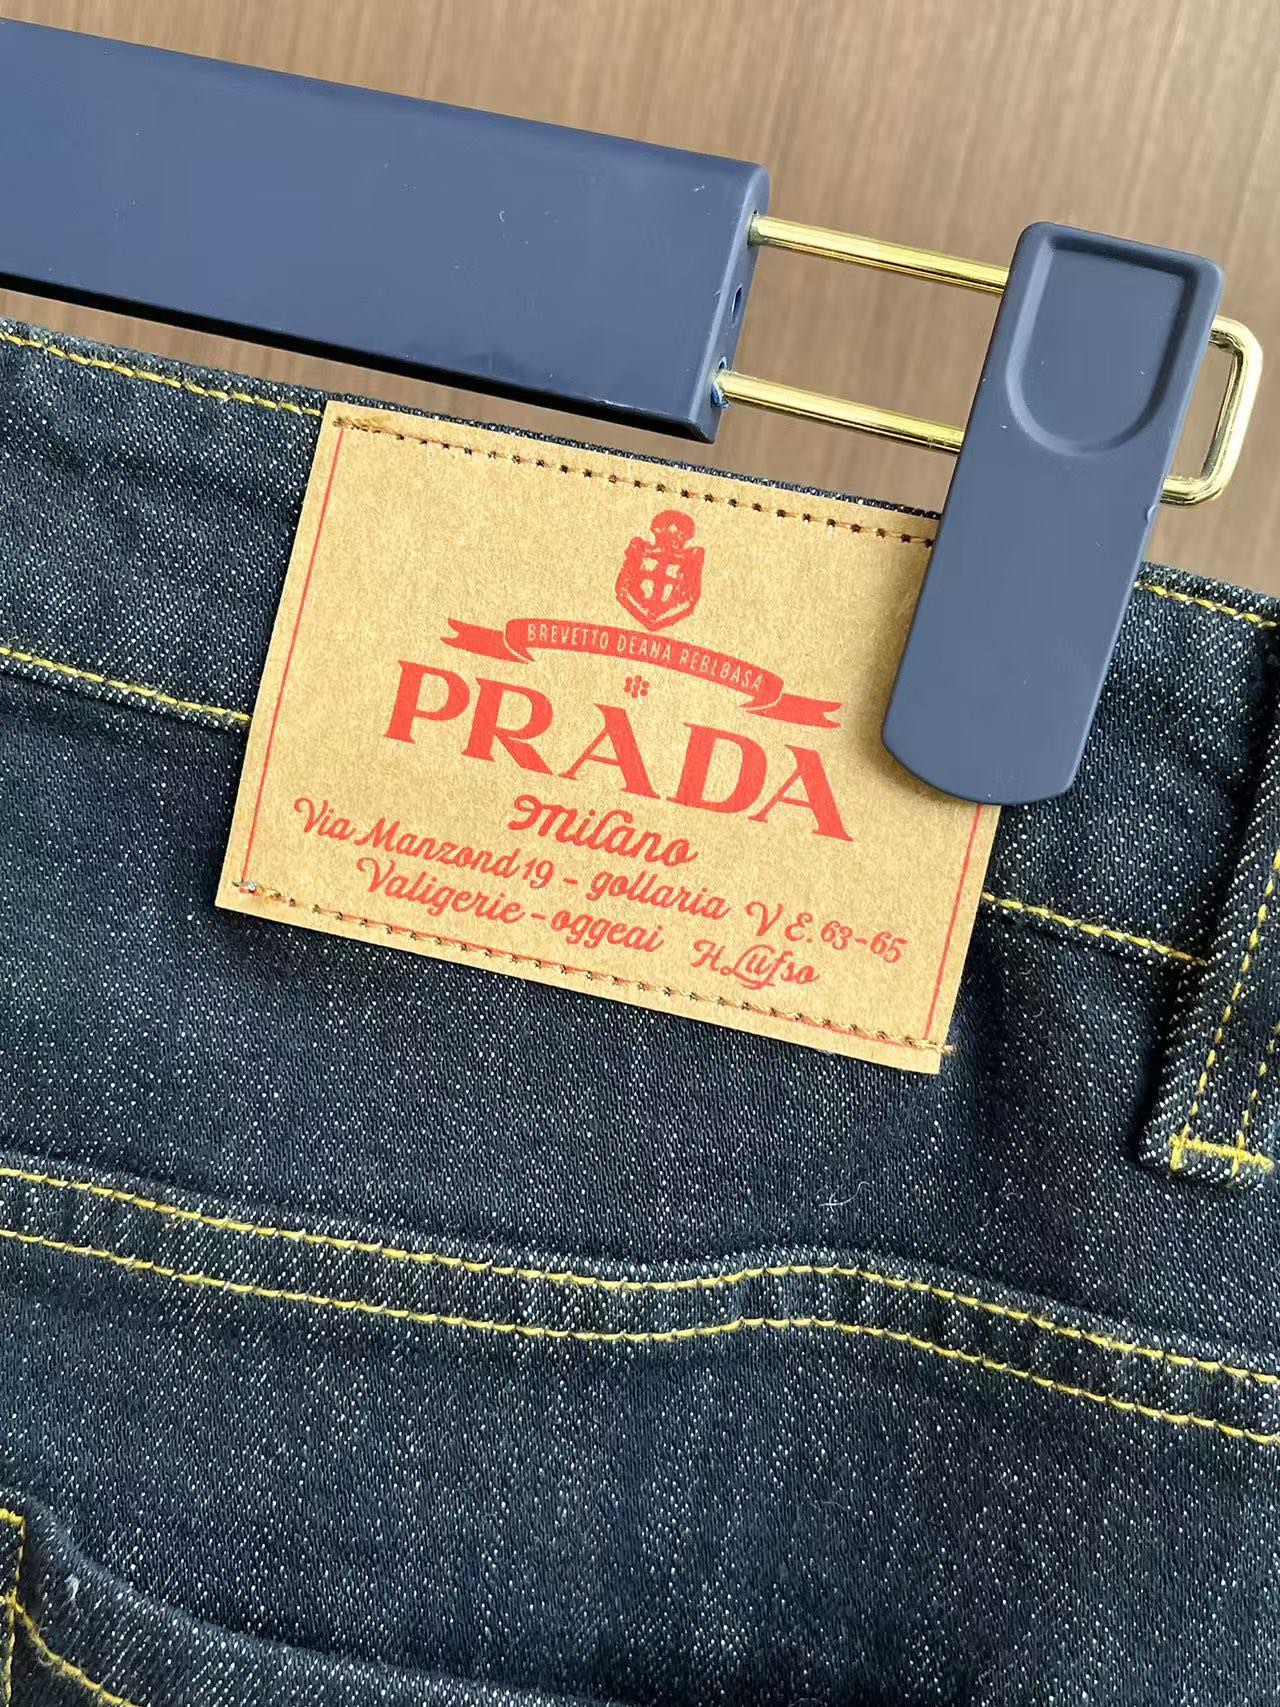 BREVETTO DEANA REBLBASA
PRADA
Milano
Via Manzond 19 - gollaria V E. 63-65
Valigerie - oggeai H Lufso